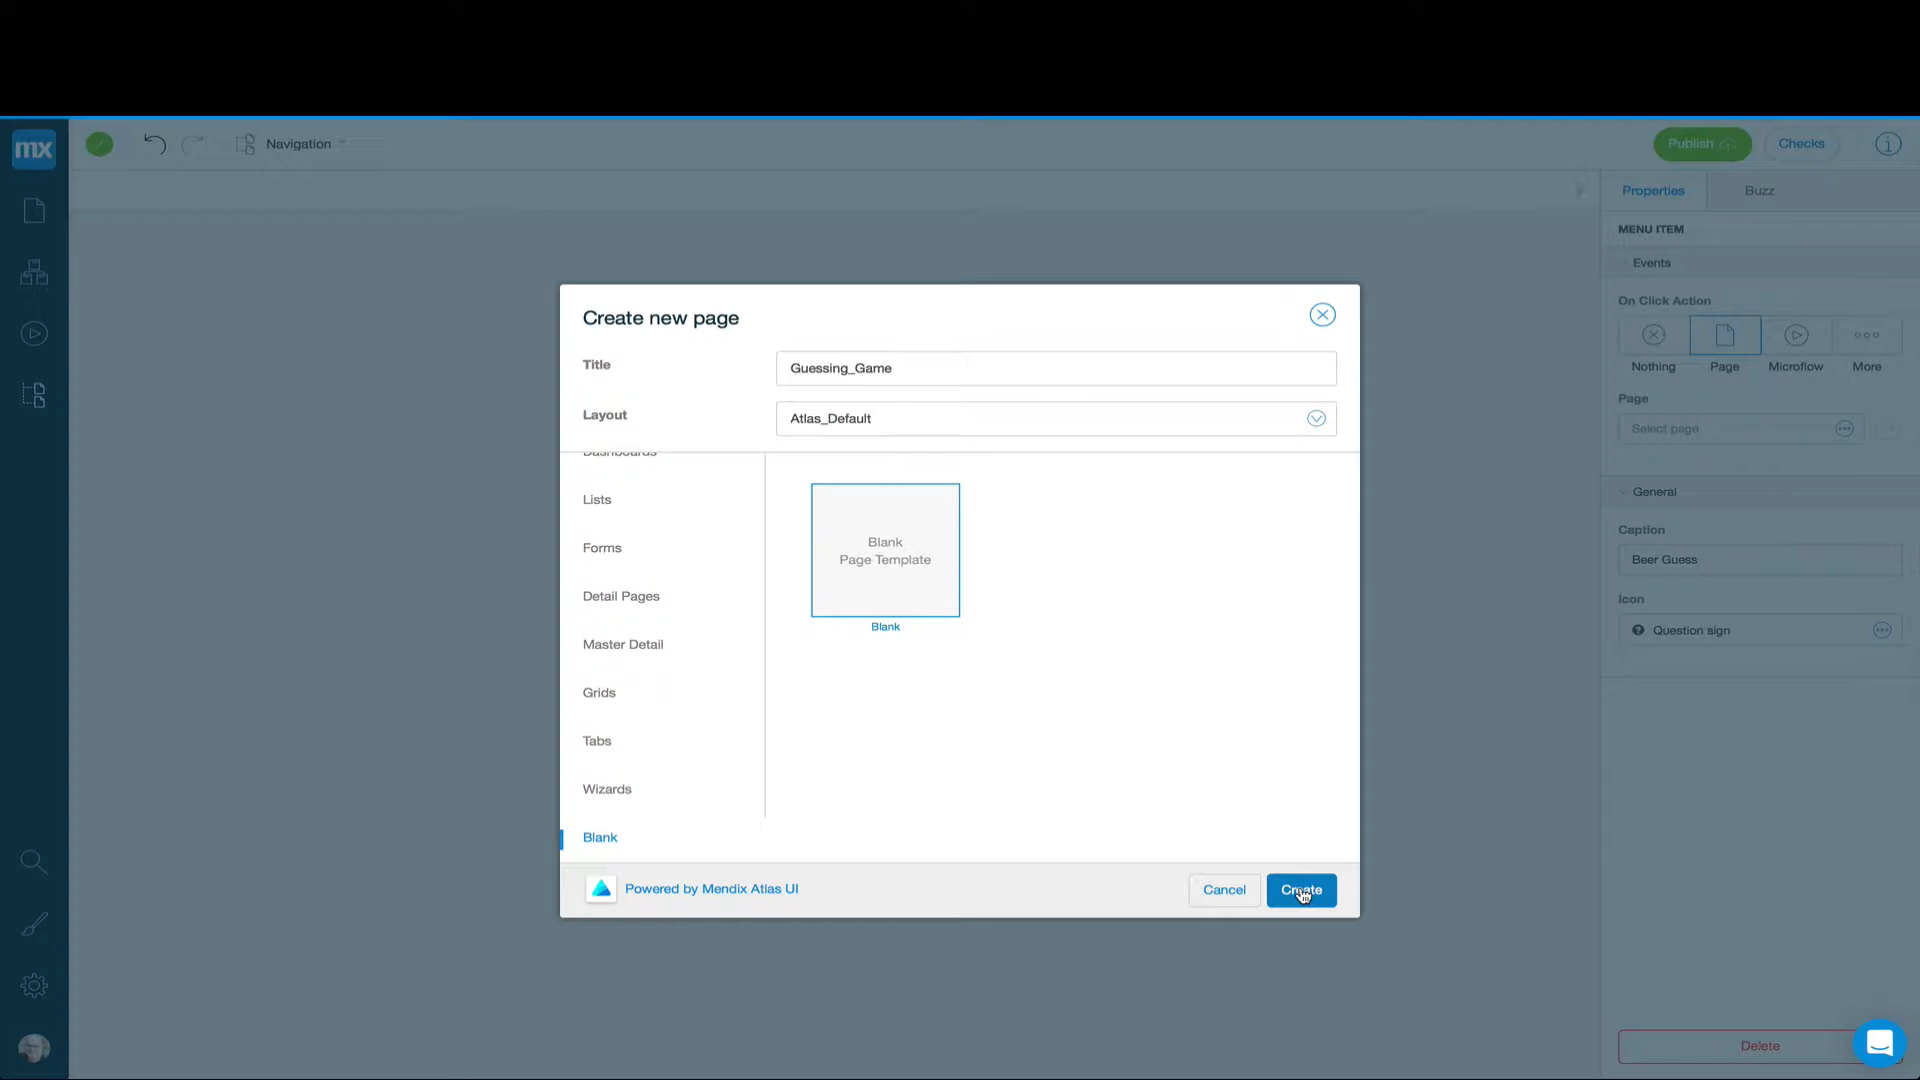 mx
Navigation
Publish
Checks
Properties
Buzz
MENU ITEM
Events
On Click Action
Nothing
Page
Microflow
More
Page
Select page
General
Caption
Beer Guess
Icon
Question sign
Delete
Create new page
Title
Guessing_Game
Layout
Atlas_Default
Dashboards
Lists
Forms
Detail Pages
Master Detail
Grids
Tabs
Wizards
Blank
Blank
Page Template
Blank
Powered by Mendix Atlas UI
Cancel
Create